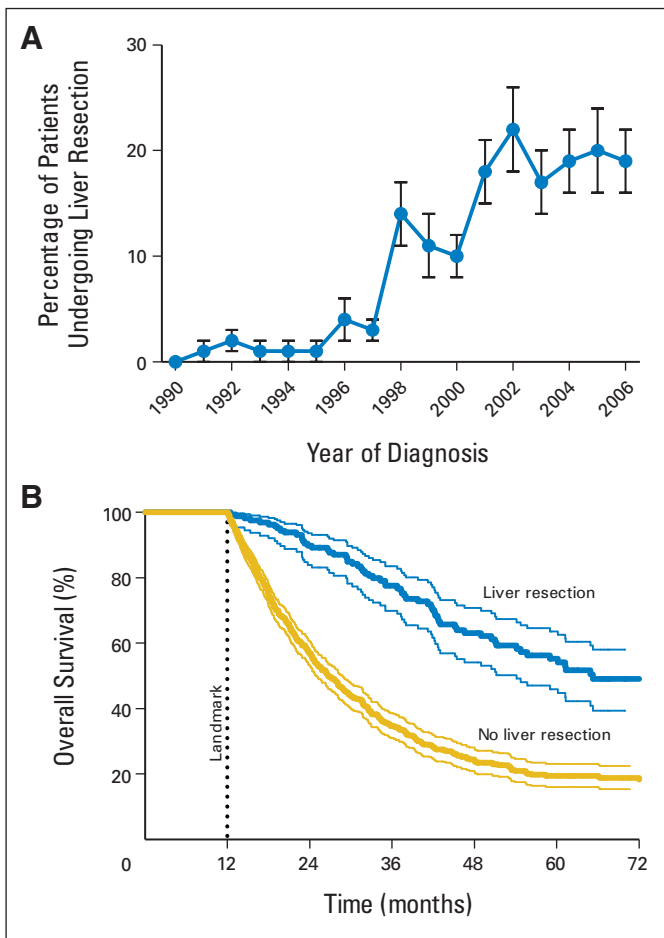 A
Percentage of Patients
Undergoing Liver Resection
30
20
10
0
1990
1992
1994
1996
1998
2000
2002
2004
2006
Year of Diagnosis
B
Overall Survival (%)
100
80
60
40
20
0
Landmark
Liver resection
No liver resection
12
24
36
48
60
72
Time (months)